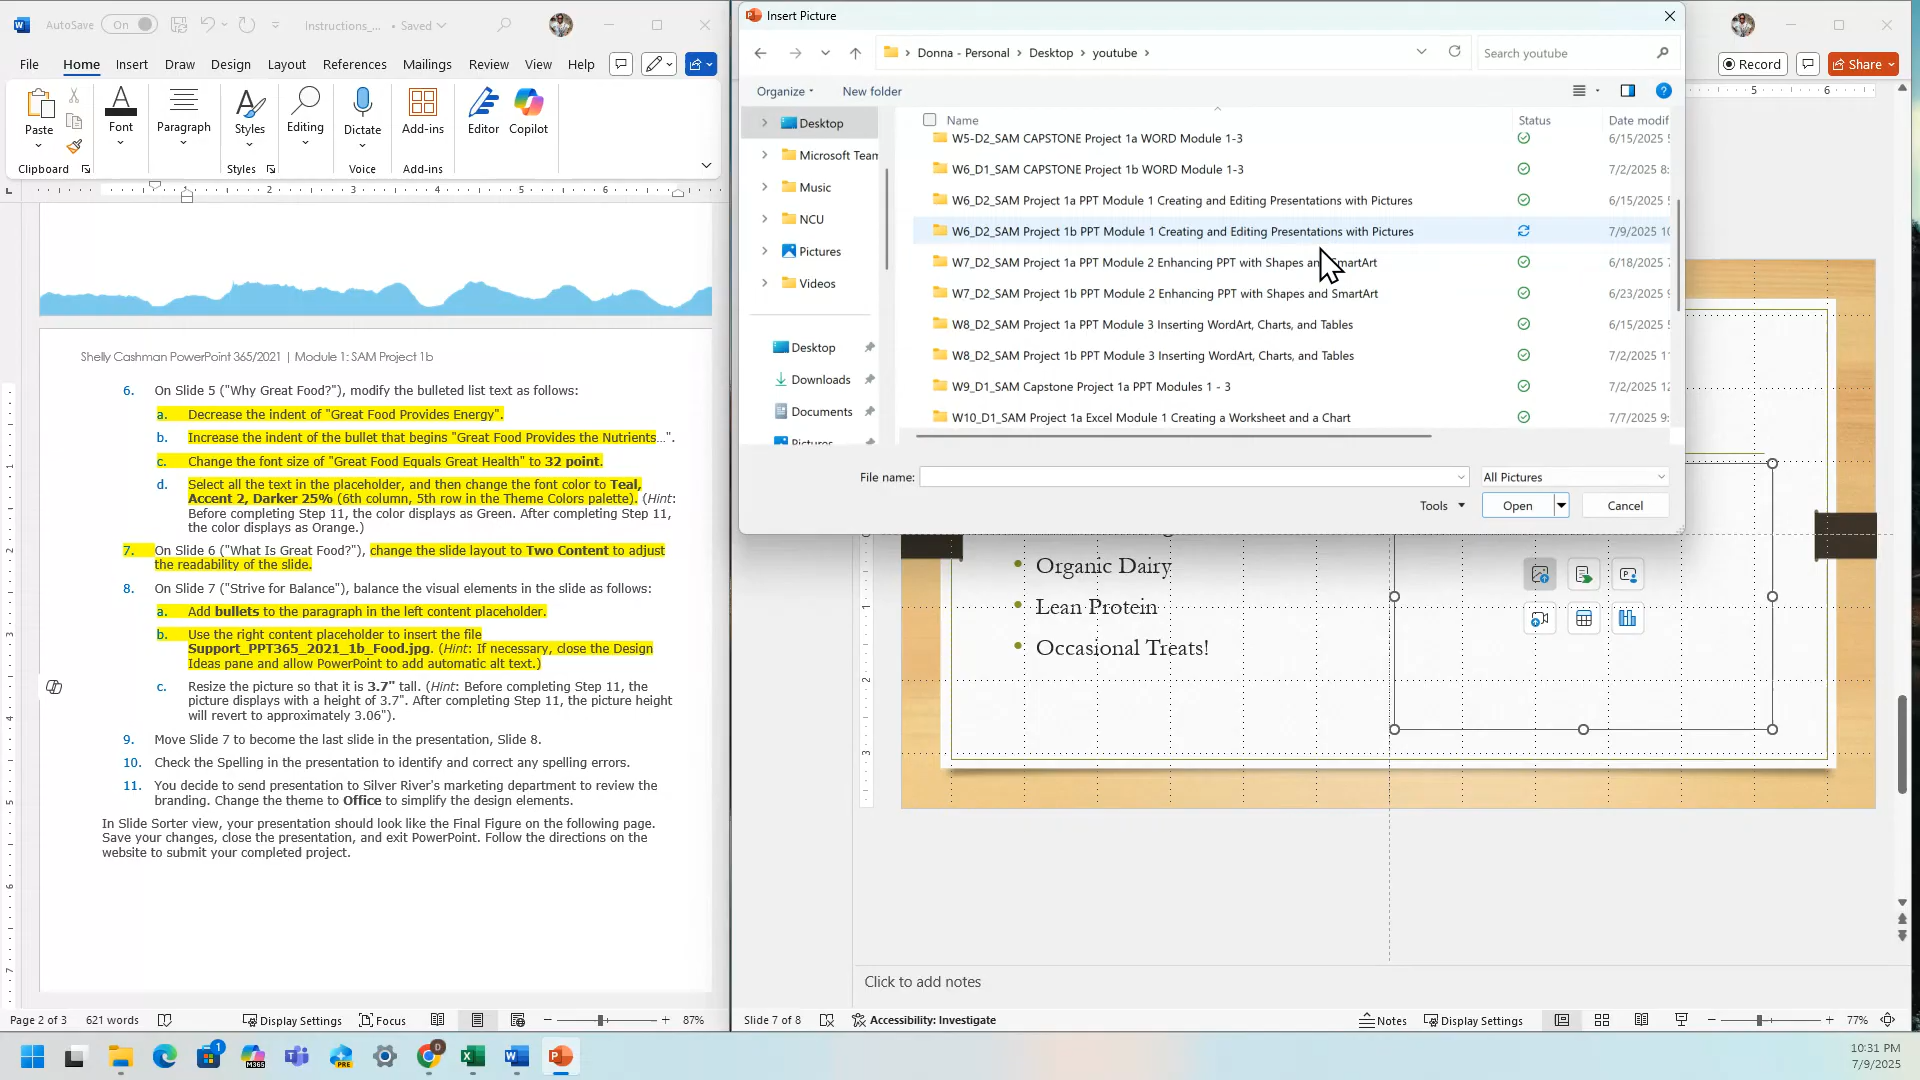 AutoSave On Instructions_... • Saved
File Home Insert Draw Design Layout References Mailings Review View Help
Paste Font Paragraph Styles Editing Dictate Add-ins Editor Copilot
Clipboard Styles Voice Add-ins
Shelly Cashman PowerPoint 365/2021 | Module 1: SAM Project 1b
6. On Slide 5 ("Why Great Food?"), modify the bulleted list text as follows:
a. Decrease the indent of "Great Food Provides Energy".
b. Increase the indent of the bullet that begins "Great Food Provides the Nutrients...".
c. Change the font size of "Great Food Equals Great Health" to 32 point.
d. Select all the text in the placeholder, and then change the font color to Teal,
Accent 2, Darker 25% (6th column, 5th row in the Theme Colors palette). (Hint:
Before completing Step 11, the color displays as Green. After completing Step 11,
the color displays as Orange.)
7. On Slide 6 ("What Is Great Food?"), change the slide layout to Two Content to adjust
the readability of the slide.
8. On Slide 7 ("Strive for Balance"), balance the visual elements in the slide as follows:
a. Add bullets to the paragraph in the left content placeholder.
b. Use the right content placeholder to insert the file
Support_PPT365_2021_1b_Food.jpg. (Hint: If necessary, close the Design
Ideas pane and allow PowerPoint to add automatic alt text.)
c. Resize the picture so that it is 3.7" tall. (Hint: Before completing Step 11, the
picture displays with a height of 3.7". After completing Step 11, the picture height
will revert to approximately 3.06").
9. Move Slide 7 to become the last slide in the presentation, Slide 8.
10. Check the Spelling in the presentation to identify and correct any spelling errors.
11. You decide to send presentation to Silver River's marketing department to review the
branding. Change the theme to Office to simplify the design elements.
In Slide Sorter view, your presentation should look like the Final Figure on the following page.
Save your changes, close the presentation, and exit PowerPoint. Follow the directions on the
website to submit your completed project.
Page 2 of 3 621 words Display Settings Focus 87%
Insert Picture
Donna - Personal > Desktop > youtube > Search youtube
Organize New folder
Desktop
Microsoft Team
Music
NCU
Pictures
Videos
Desktop
Downloads
Documents
Pictures
Name Status Date modif
W5-D2_SAM CAPSTONE Project 1a WORD Module 1-3 6/15/2025 5
W6_D1_SAM CAPSTONE Project 1b WORD Module 1-3 7/2/2025 8:
W6_D2_SAM Project 1a PPT Module 1 Creating and Editing Presentations with Pictures 6/15/2025 5
W6_D2_SAM Project 1b PPT Module 1 Creating and Editing Presentations with Pictures 7/9/2025 10
W7_D2_SAM Project 1a PPT Module 2 Enhancing PPT with Shapes and SmartArt 6/18/2025 7
W7_D2_SAM Project 1b PPT Module 2 Enhancing PPT with Shapes and SmartArt 6/23/2025 9
W8_D2_SAM Project 1a PPT Module 3 Inserting WordArt, Charts, and Tables 6/15/2025 5
W8_D2_SAM Project 1b PPT Module 3 Inserting WordArt, Charts, and Tables 7/2/2025 11
W9_D1_SAM Capstone Project 1a PPT Modules 1 - 3 7/2/2025 12
W10_D1_SAM Project 1a Excel Module 1 Creating a Worksheet and a Chart 7/7/2025 9:
File name: All Pictures
Tools Open Cancel
Record Share
• Organic Dairy
• Lean Protein
• Occasional Treats!
Click to add notes
Slide 7 of 8 Accessibility: Investigate Notes Display Settings 77%
10:31 PM
7/9/2025